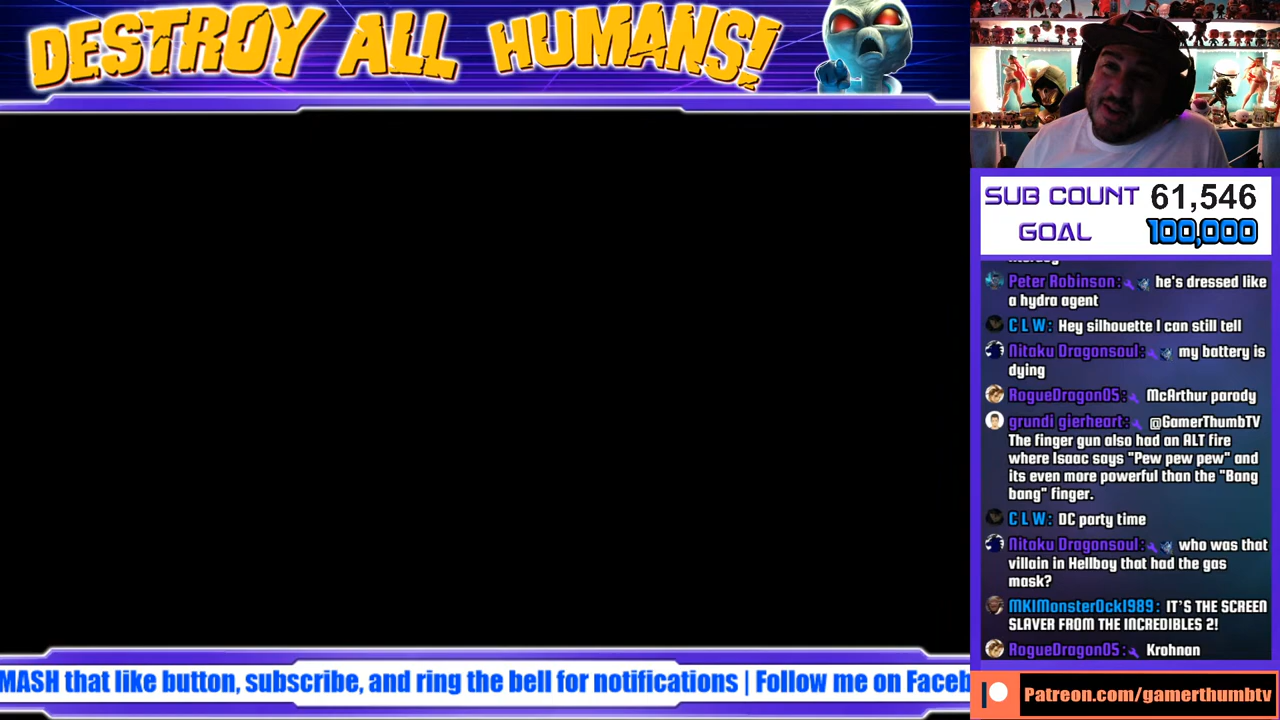 DESTROY ALL HUMANS!
SUB COUNT 61,546
GOAL 100,000
Peter Robinson: he's dressed like
a hydra agent
C L W: Hey silhouette I can still tell
Nitaku Dragonsoul: my battery is
dying
RogueDragon05: McArthur parody
grundi gierheart: @GamerThumbTV
The finger gun also had an ALT fire
where Isaac says "Pew pew pew" and
its even more powerful than the "Bang
bang" finger.
C L W: DC party time
Nitaku Dragonsoul: who was that
villain in Hellboy that had the gas
mask?
MK1MonsterOck1989: IT'S THE SCREEN
SLAVER FROM THE INCREDIBLES 2!
RogueDragon05: Krohnan
SMASH that like button, subscribe, and ring the bell for notifications | Follow me on Faceb
Patreon.com/gamerthumbtv